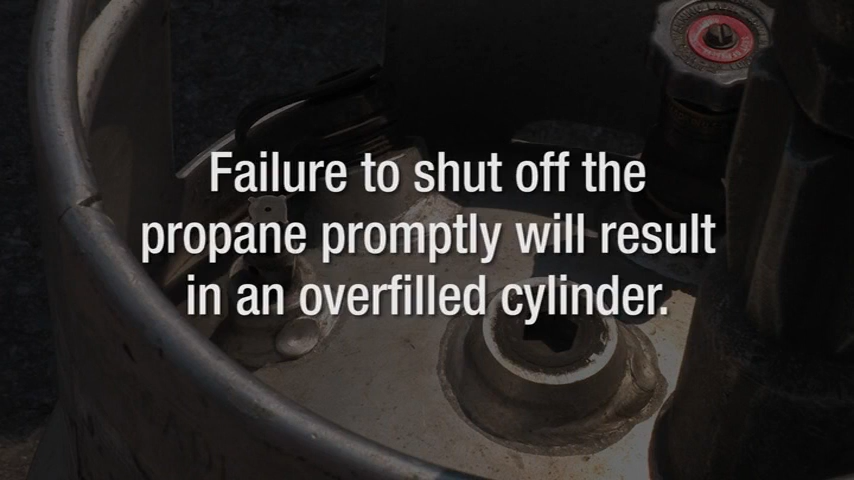 Failure to shut off the
propane promptly will result
in an overfilled cylinder.